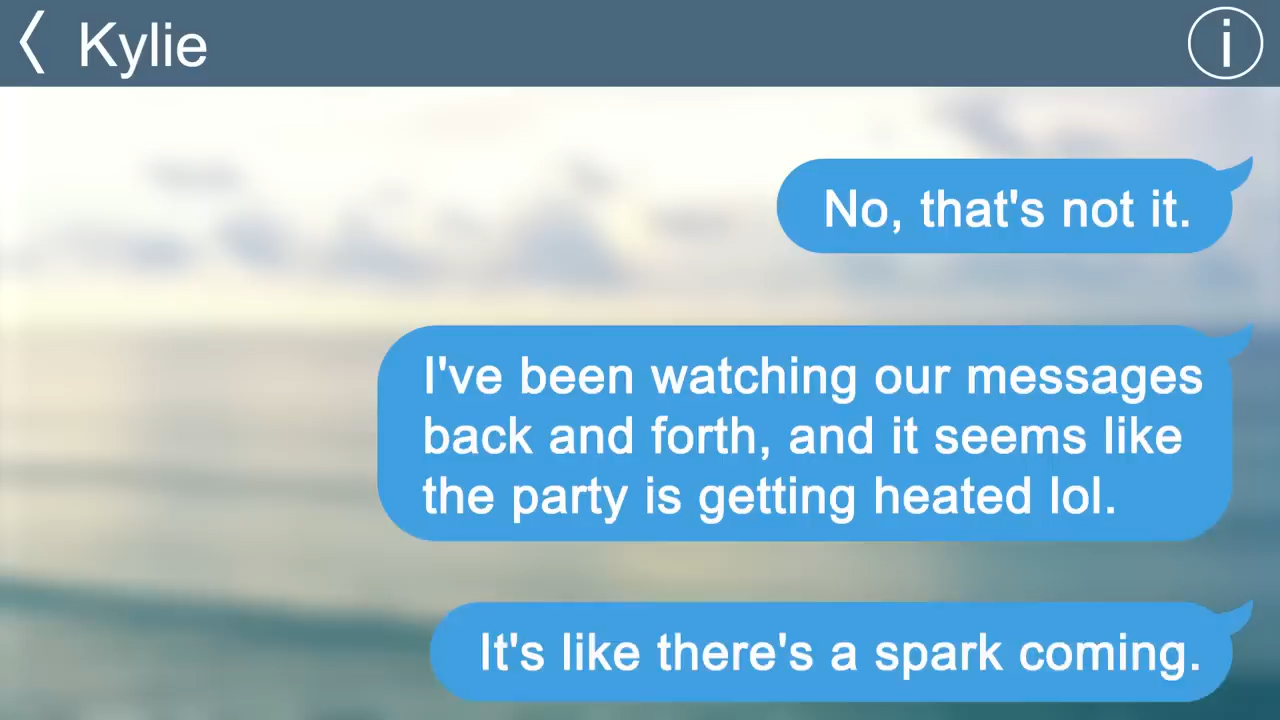 Kylie
No, that's not it.
I've been watching our messages
back and forth, and it seems like
the party is getting heated lol.
It's like there's a spark coming.